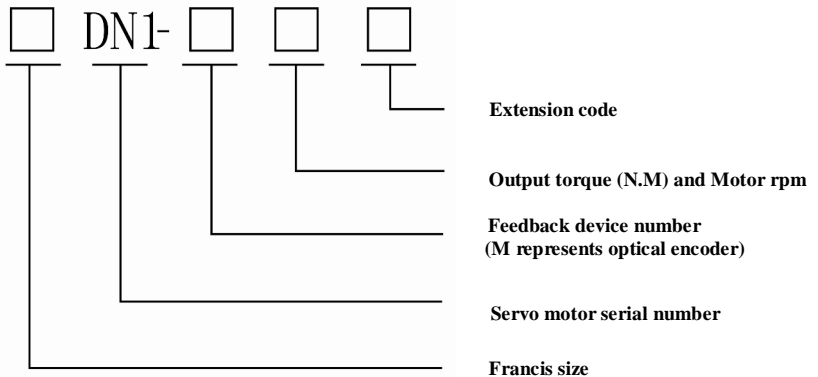 □ DN1- □ □ □
Extension code
Output torque (N.M) and Motor rpm
Feedback device number
(M represents optical encoder)
Servo motor serial number
Francis size